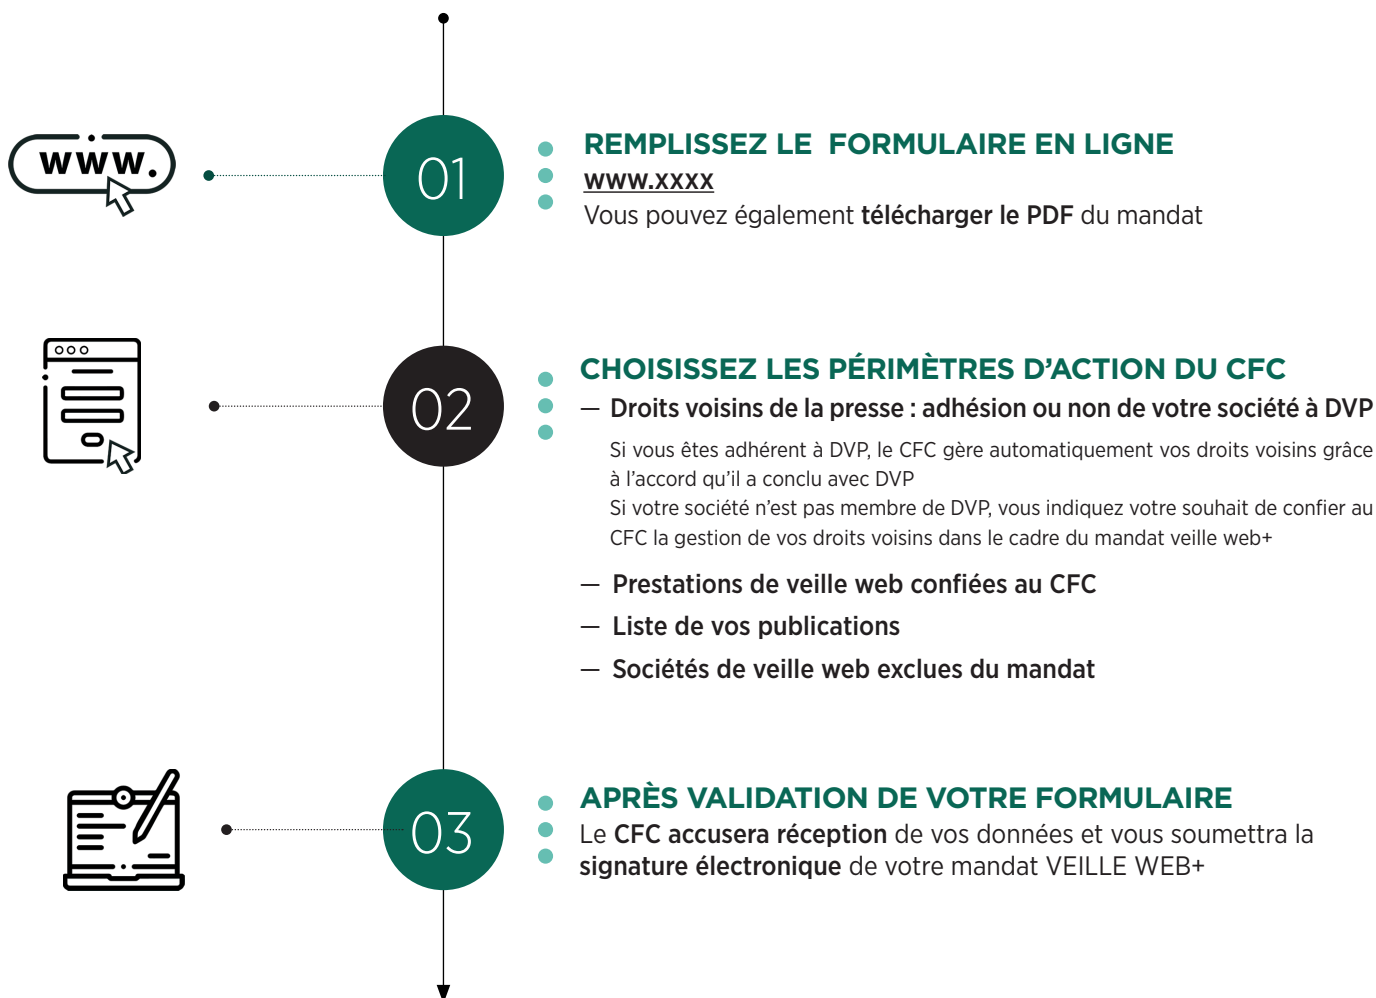 www.
01
REMPLISSEZ LE FORMULAIRE EN LIGNE
www.xxxx
Vous pouvez également télécharger le PDF du mandat
02
CHOISISSEZ LES PÉRIMÈTRES D’ACTION DU CFC
— Droits voisins de la presse : adhésion ou non de votre société à DVP
Si vous êtes adhérent à DVP, le CFC gère automatiquement vos droits voisins grâce
à l’accord qu’il a conclu avec DVP
Si votre société n’est pas membre de DVP, vous indiquez votre souhait de confier au
CFC la gestion de vos droits voisins dans le cadre du mandat veille web+
— Prestations de veille web confiées au CFC
— Liste de vos publications
— Sociétés de veille web exclues du mandat
03
APRÈS VALIDATION DE VOTRE FORMULAIRE
Le CFC accusera réception de vos données et vous soumettra la
signature électronique de votre mandat VEILLE WEB+